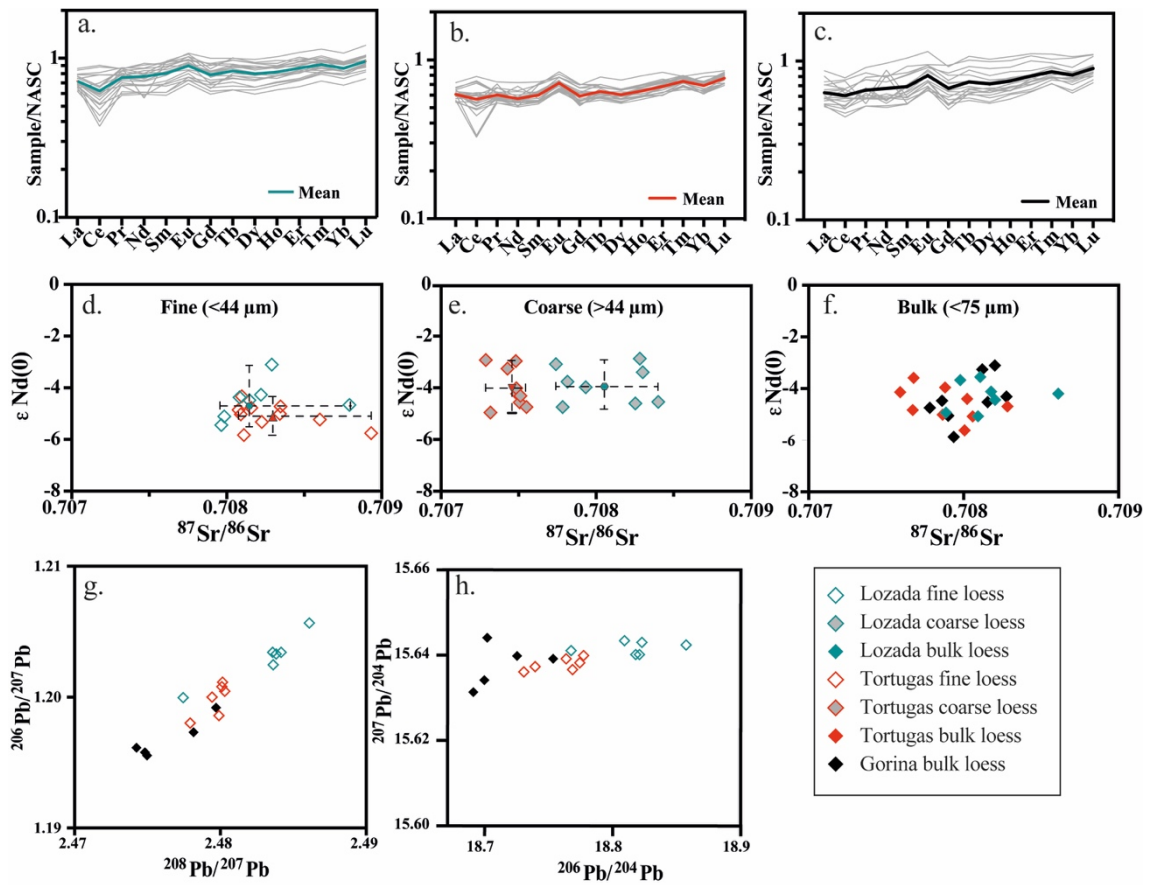 a.
1
Sample/NASC
0.1
Mean
La Ce Pr Nd Sm Eu Gd Tb Dy Ho Er Tm Yb Lu
b.
1
Sample/NASC
0.1
Mean
La Ce Pr Nd Sm Eu Gd Tb Dy Ho Er Tm Yb Lu
c.
1
Sample/NASC
0.1
Mean
La Ce Pr Nd Sm Eu Gd Tb Dy Ho Er Tm Yb Lu
d. Fine (<44 µm)
0
-2
-4
-6
-8
ε Nd(0)
0.707 0.708 0.709
⁸⁷Sr/⁸⁶Sr
e. Coarse (>44 µm)
0
-2
-4
-6
-8
ε Nd(0)
0.707 0.708 0.709
⁸⁷Sr/⁸⁶Sr
f. Bulk (<75 µm)
0
-2
-4
-6
-8
ε Nd(0)
0.707 0.708 0.709
⁸⁷Sr/⁸⁶Sr
g.
1.21
1.20
1.19
²⁰⁶Pb/²⁰⁷Pb
2.47 2.48 2.49
²⁰⁸Pb/²⁰⁷Pb
h.
15.66
15.64
15.62
15.60
²⁰⁷Pb/²⁰⁴Pb
18.7 18.8 18.9
²⁰⁶Pb/²⁰⁴Pb
Lozada fine loess
Lozada coarse loess
Lozada bulk loess
Tortugas fine loess
Tortugas coarse loess
Tortugas bulk loess
Gorina bulk loess